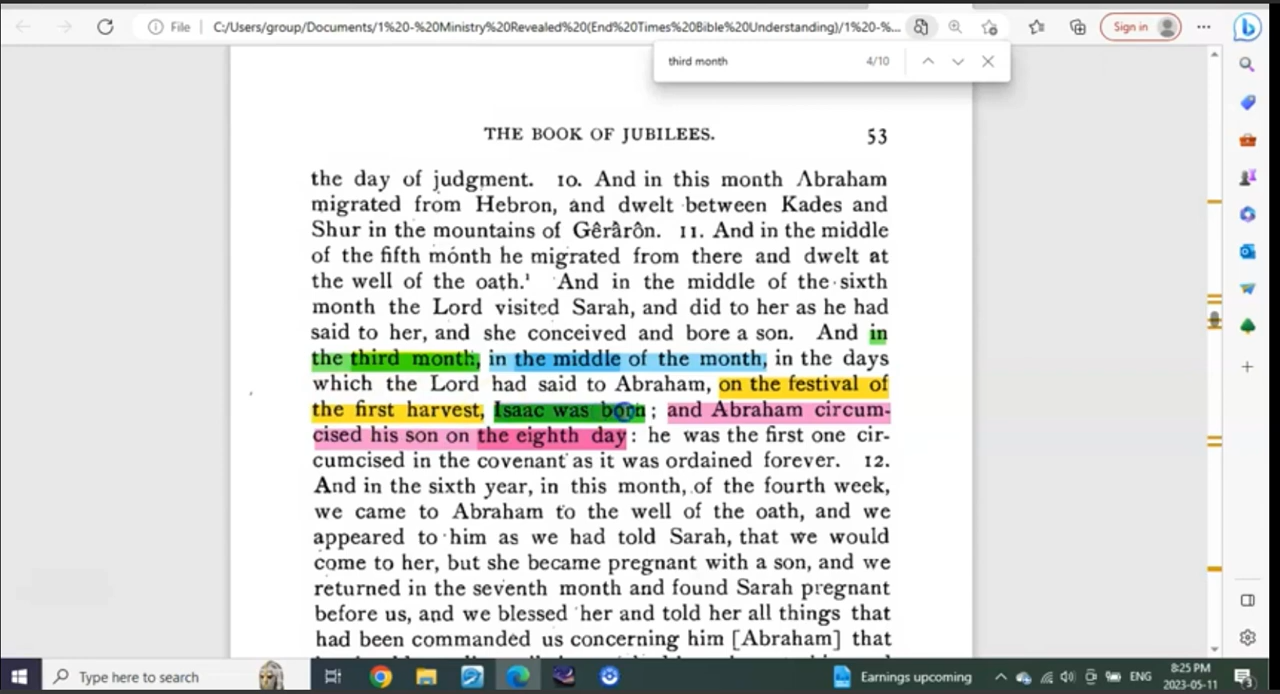 File
C:/Users/group/Documents/1%20-%20Ministry%20Revealed%20(End%20Times%20Bible%20Understanding)/1%20-%...
Sign in
third month
4/10
THE BOOK OF JUBILEES.
53
the day of judgment. 10. And in this month Abraham
migrated from Hebron, and dwelt between Kades and
Shur in the mountains of Gêrârôn. 11. And in the middle
of the fifth month he migrated from there and dwelt at
the well of the oath.¹ And in the middle of the sixth
month the Lord visited Sarah, and did to her as he had
said to her, and she conceived and bore a son. And in
the third month, in the middle of the month, in the days
which the Lord had said to Abraham, on the festival of
the first harvest, Isaac was born; and Abraham circum-
cised his son on the eighth day: he was the first one cir-
cumcised in the covenant as it was ordained forever. 12.
And in the sixth year, in this month, of the fourth week,
we came to Abraham to the well of the oath, and we
appeared to him as we had told Sarah, that we would
come to her, but she became pregnant with a son, and we
returned in the seventh month and found Sarah pregnant
before us, and we blessed her and told her all things that
had been commanded us concerning him [Abraham] that
Type here to search
Earnings upcoming
ENG
8:25 PM
2023-05-11